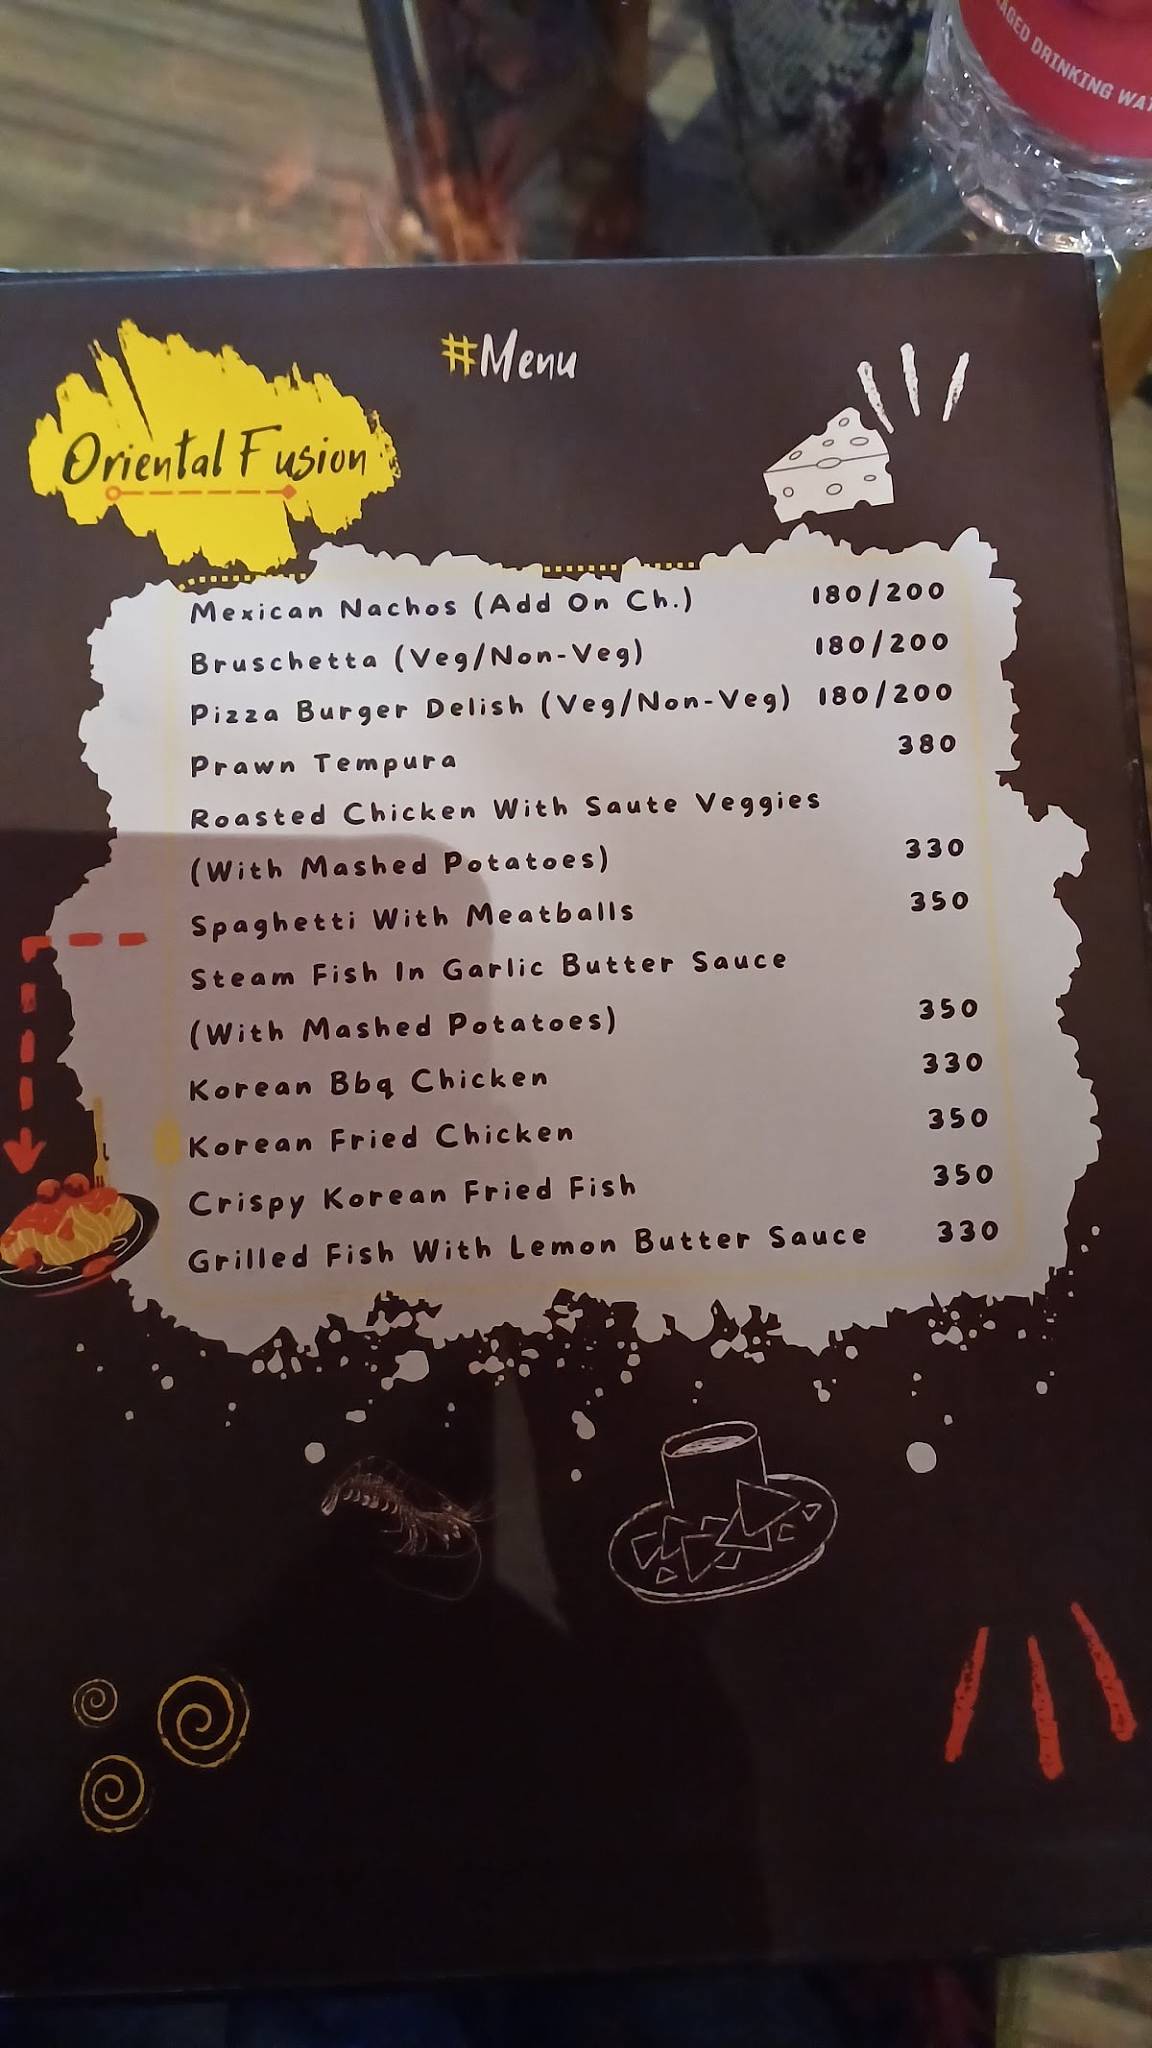 #Menu
Oriental Fusion
Mexican Nachos (Add On Ch.) 180/200
Bruschetta (Veg/Non-Veg) 180/200
Pizza Burger Delish (Veg/Non-Veg) 180/200
Prawn Tempura 380
Roasted Chicken With Saute Veggies
(With Mashed Potatoes) 330
Spaghetti With Meatballs 350
Steam Fish In Garlic Butter Sauce
(With Mashed Potatoes) 350
Korean Bbq Chicken 330
Korean Fried Chicken 350
Crispy Korean Fried Fish 350
Grilled Fish With Lemon Butter Sauce 330
DRINKING